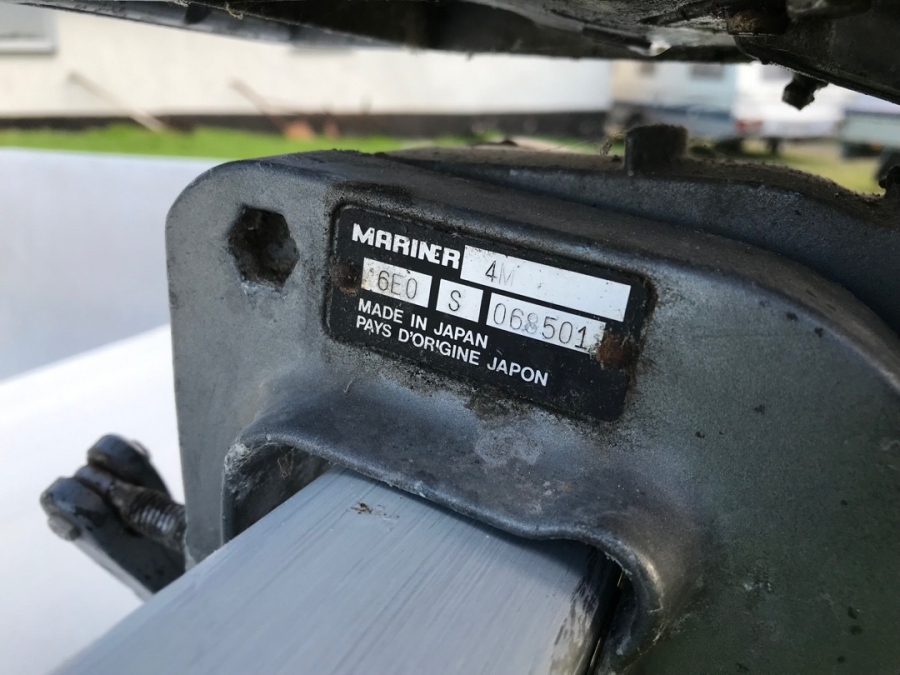 MARINER 4M
6E0 S 068501
MADE IN JAPAN
PAYS D'ORIGINE JAPON